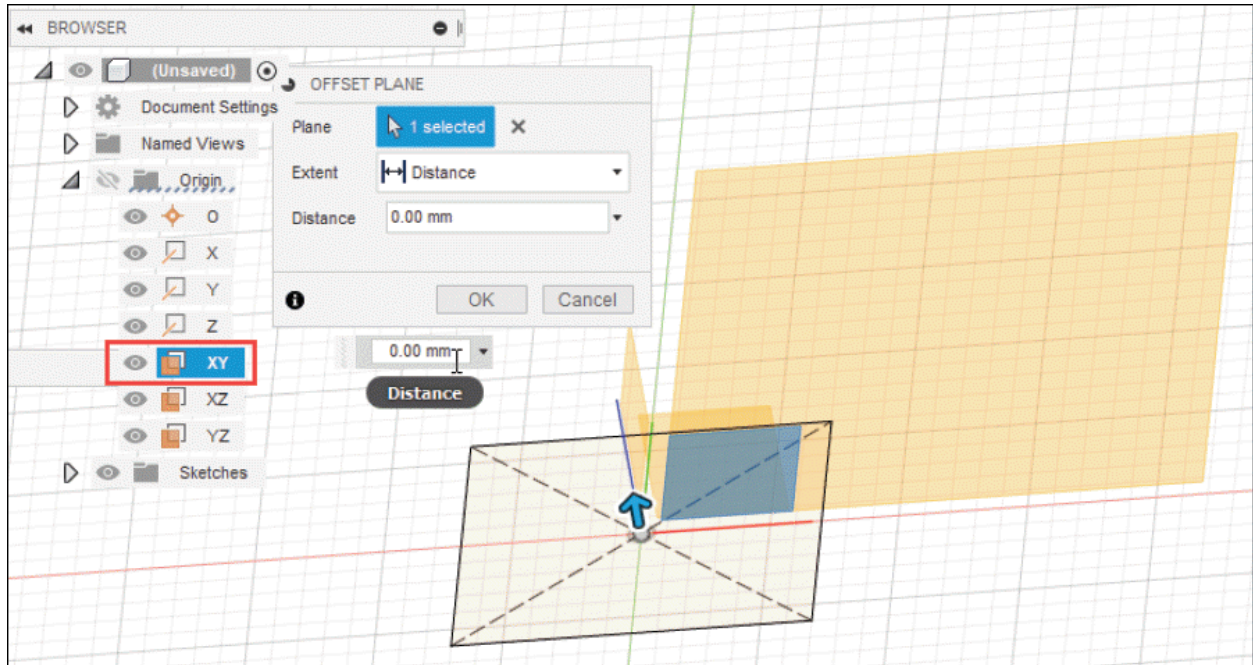 BROWSER
(Unsaved)
OFFSET PLANE
Document Settings
Plane
1 selected
Named Views
Extent
Distance
Origin
O
Distance
0.00 mm
X
Y
OK
Cancel
Z
0.00 mm
XY
Distance
XZ
YZ
Sketches